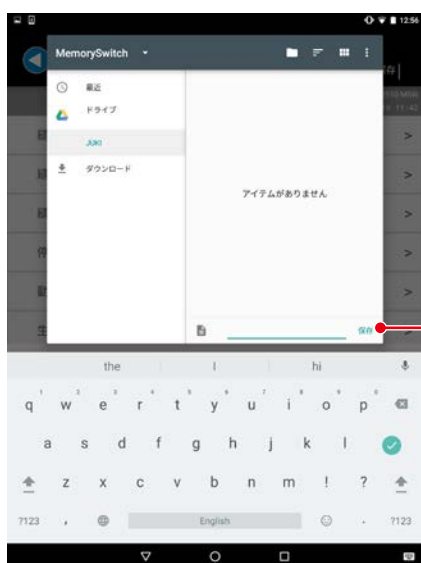 12:56
MemorySwitch
最近
ドライブ
JUKI
ダウンロード
アイテムがありません
保存
the I hi
q w e r t y u i o p
a s d f g h j k l
z x c v b n m ! ?
?123 , English . ?123